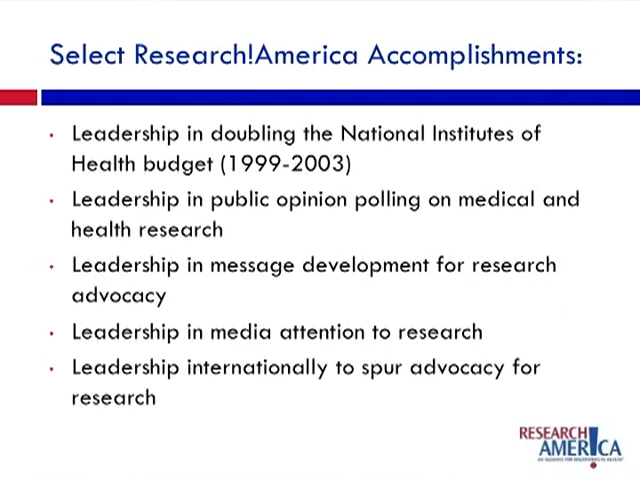 Select Research!America Accomplishments:
• Leadership in doubling the National Institutes of
Health budget (1999-2003)
• Leadership in public opinion polling on medical and
health research
• Leadership in message development for research
advocacy
• Leadership in media attention to research
• Leadership internationally to spur advocacy for
research
RESEARCH
AMERICA
AN ALLIANCE FOR DISCOVERIES IN HEALTH